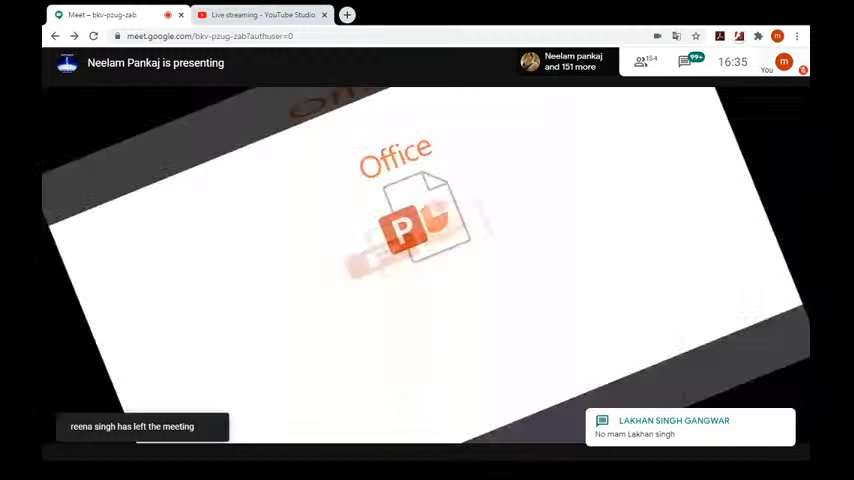 Meet – bkv-pzug-zab
Live streaming - YouTube Studio
meet.google.com/bkv-pzug-zab?authuser=0
m
Neelam Pankaj is presenting
Neelam pankaj
and 151 more
154
99+
16:35
m
You
Office
P
reena singh has left the meeting
LAKHAN SINGH GANGWAR
No mam Lakhan singh